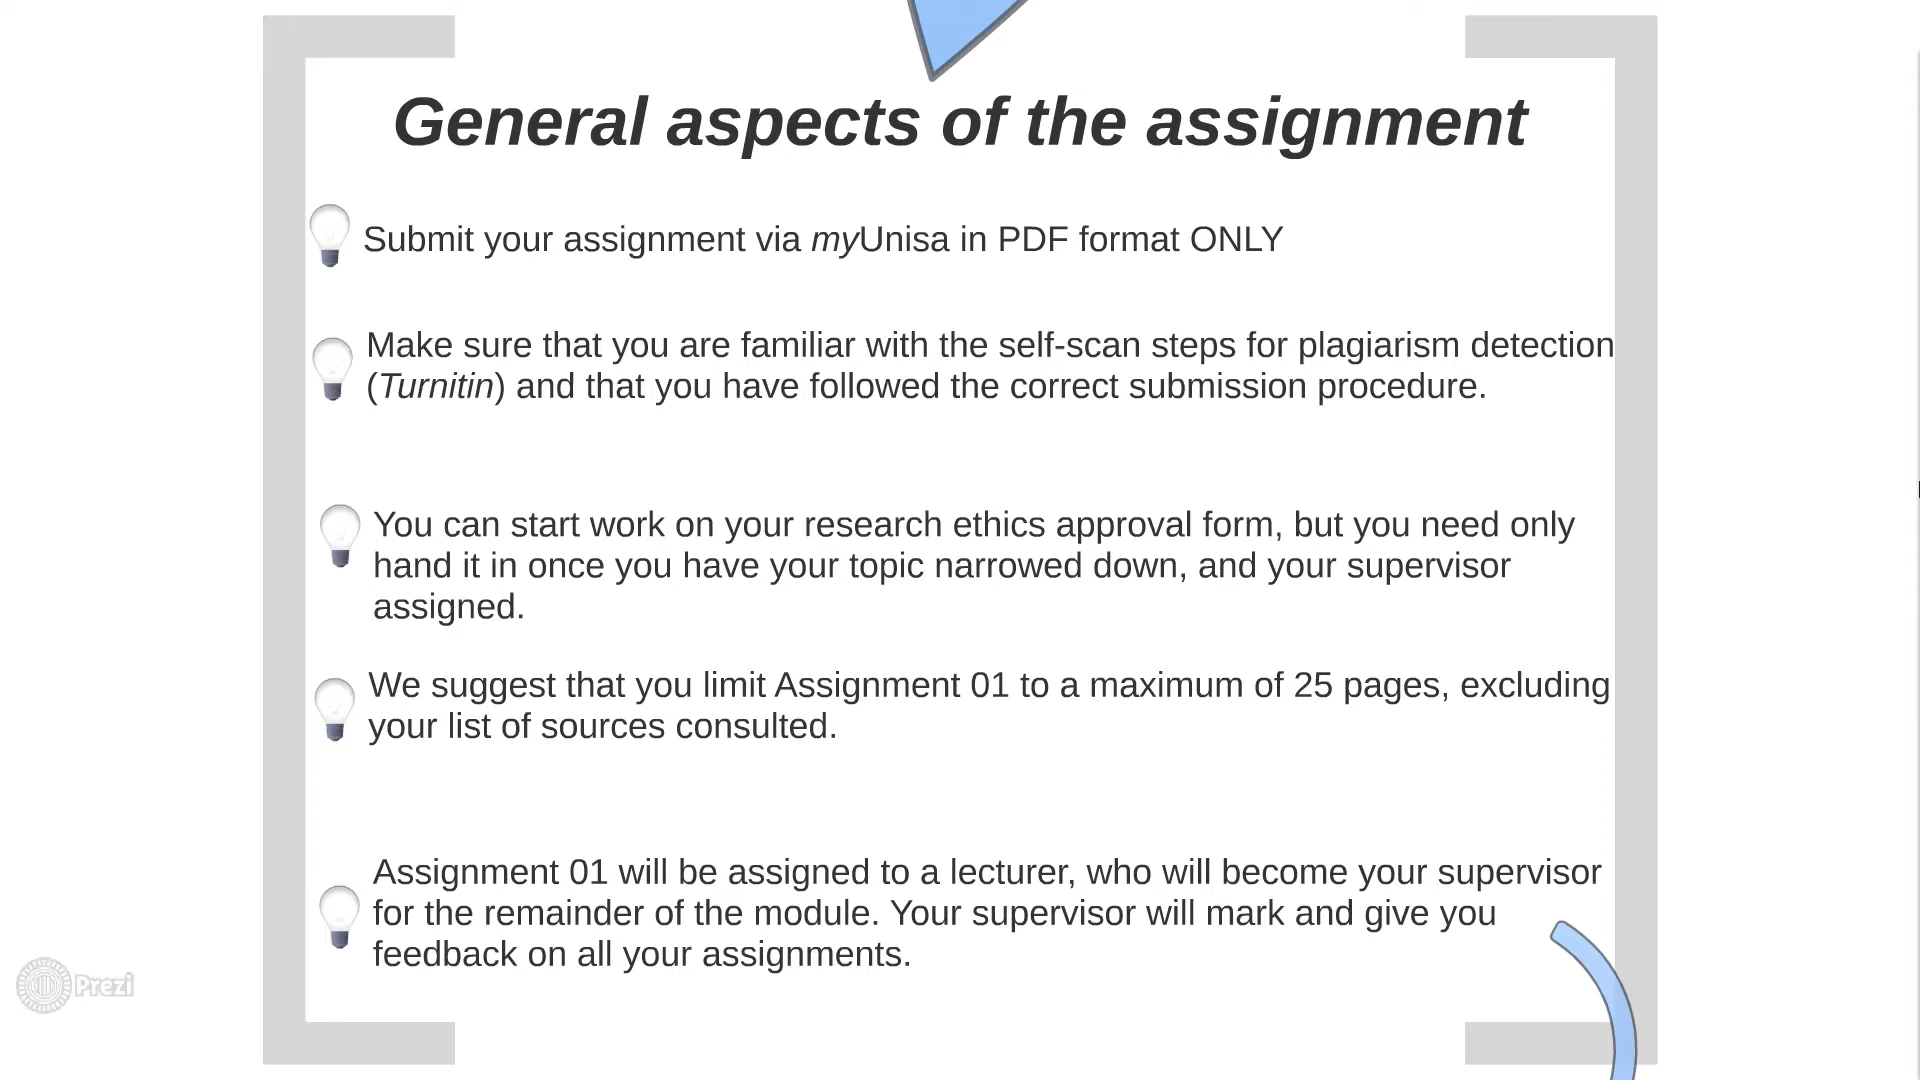 General aspects of the assignment
Submit your assignment via myUnisa in PDF format ONLY
Make sure that you are familiar with the self-scan steps for plagiarism detection
(Turnitin) and that you have followed the correct submission procedure.
You can start work on your research ethics approval form, but you need only
hand it in once you have your topic narrowed down, and your supervisor
assigned.
We suggest that you limit Assignment 01 to a maximum of 25 pages, excluding
your list of sources consulted.
Assignment 01 will be assigned to a lecturer, who will become your supervisor
for the remainder of the module. Your supervisor will mark and give you
feedback on all your assignments.
Prezi